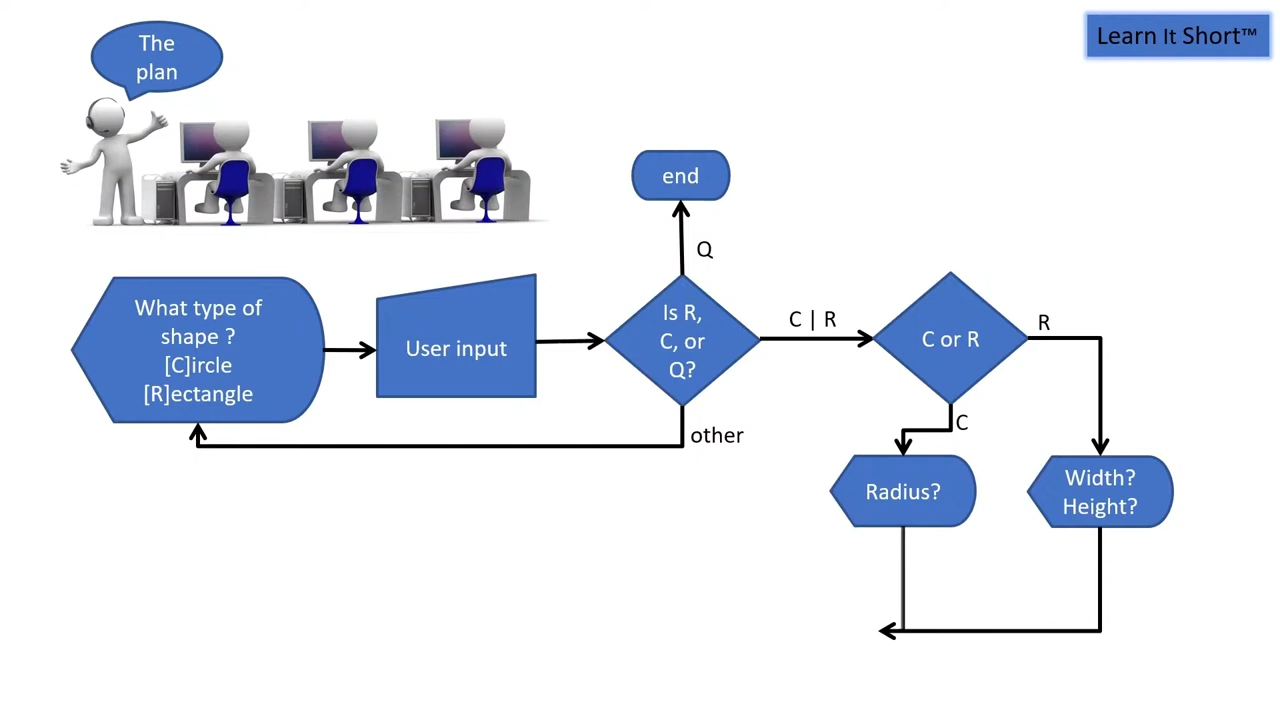 The
plan
Learn It Short™
end
Q
What type of
shape ?
[C]ircle
[R]ectangle
User input
Is R,
C, or
Q?
C | R
C or R
R
other
C
Radius?
Width?
Height?